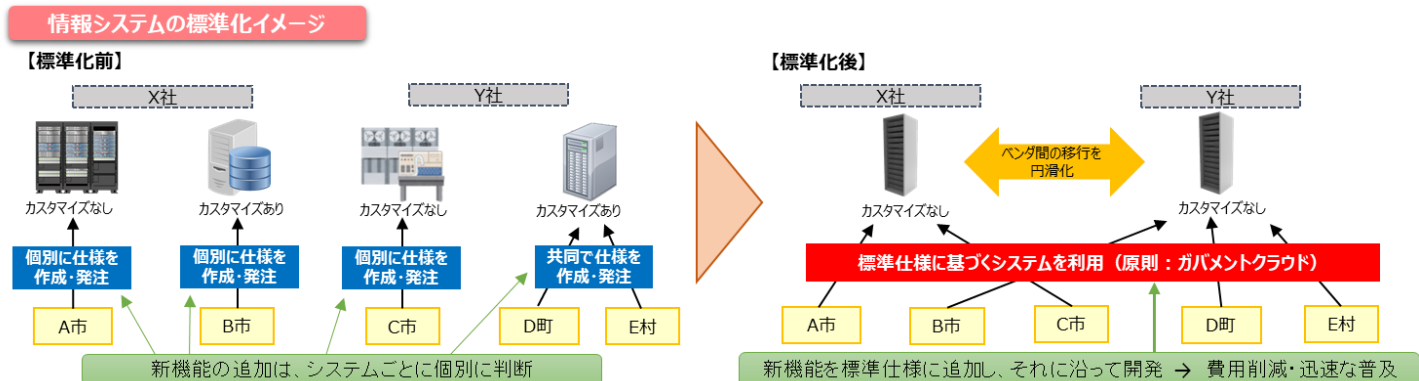 情報システムの標準化イメージ
【標準化前】
X社
Y社
カスタマイズなし
カスタマイズあり
カスタマイズなし
カスタマイズあり
個別に仕様を
作成・発注
個別に仕様を
作成・発注
個別に仕様を
作成・発注
共同で仕様を
作成・発注
A市
B市
C市
D町
E村
新機能の追加は、システムごとに個別に判断
【標準化後】
X社
Y社
ベンダ間の移行を
円滑化
カスタマイズなし
カスタマイズなし
標準仕様に基づくシステムを利用（原則：ガバメントクラウド）
A市
B市
C市
D町
E村
新機能を標準仕様に追加し、それに沿って開発 → 費用削減・迅速な普及